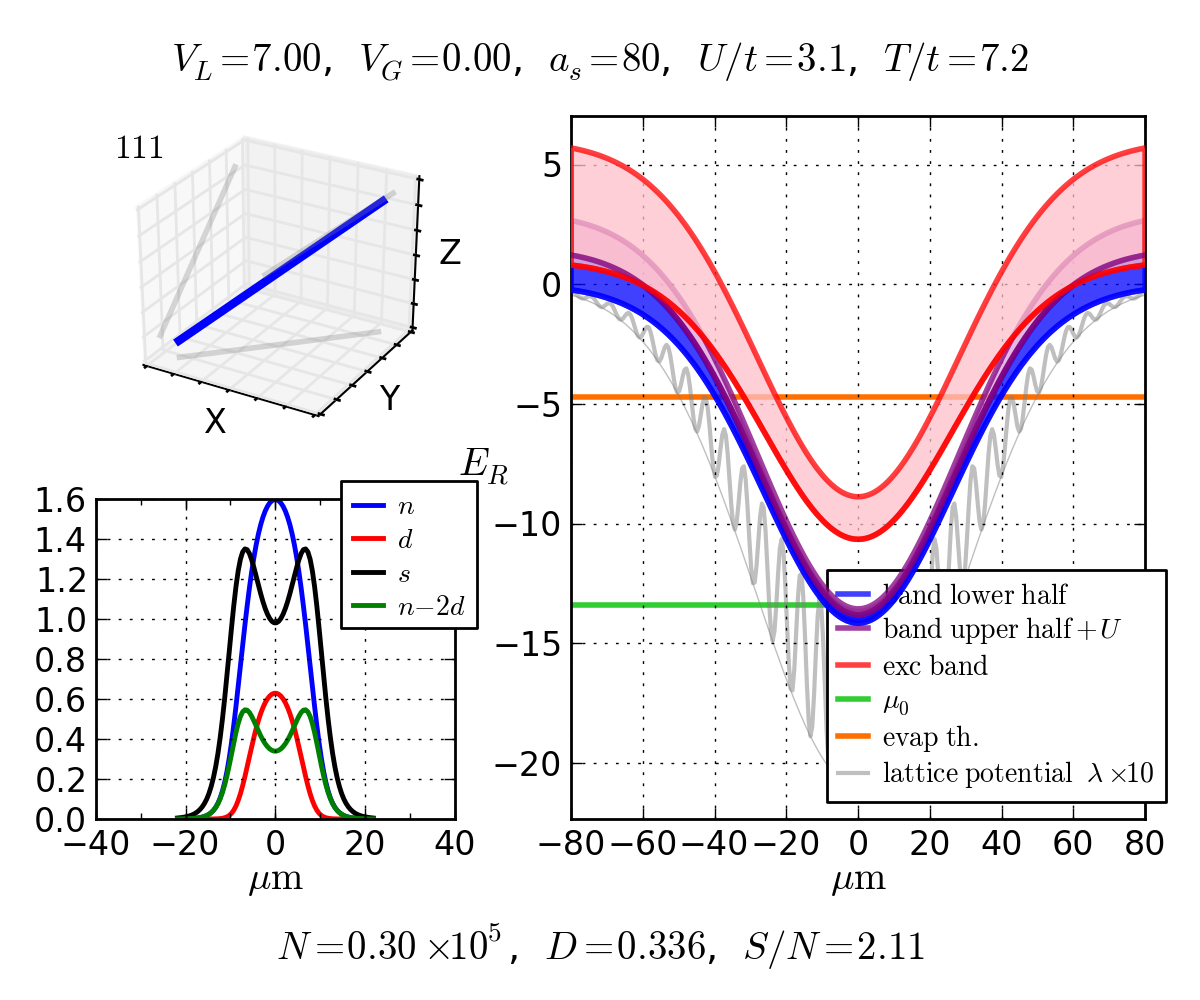 V_L=7.00, V_G=0.00, a_s=80, U/t=3.1, T/t=7.2
111
X
Y
Z
E_R
1.6
1.4
1.2
1.0
0.8
0.6
0.4
0.2
0.0
−40 −20 0 20 40
μm
n
d
s
n−2d
5
0
−5
−10
−15
−20
−80 −60 −40 −20 0 20 40 60 80
μm
band lower half
band upper half+U
exc band
μ_0
evap th.
lattice potential λ×10
N=0.30×10^5, D=0.336, S/N=2.11